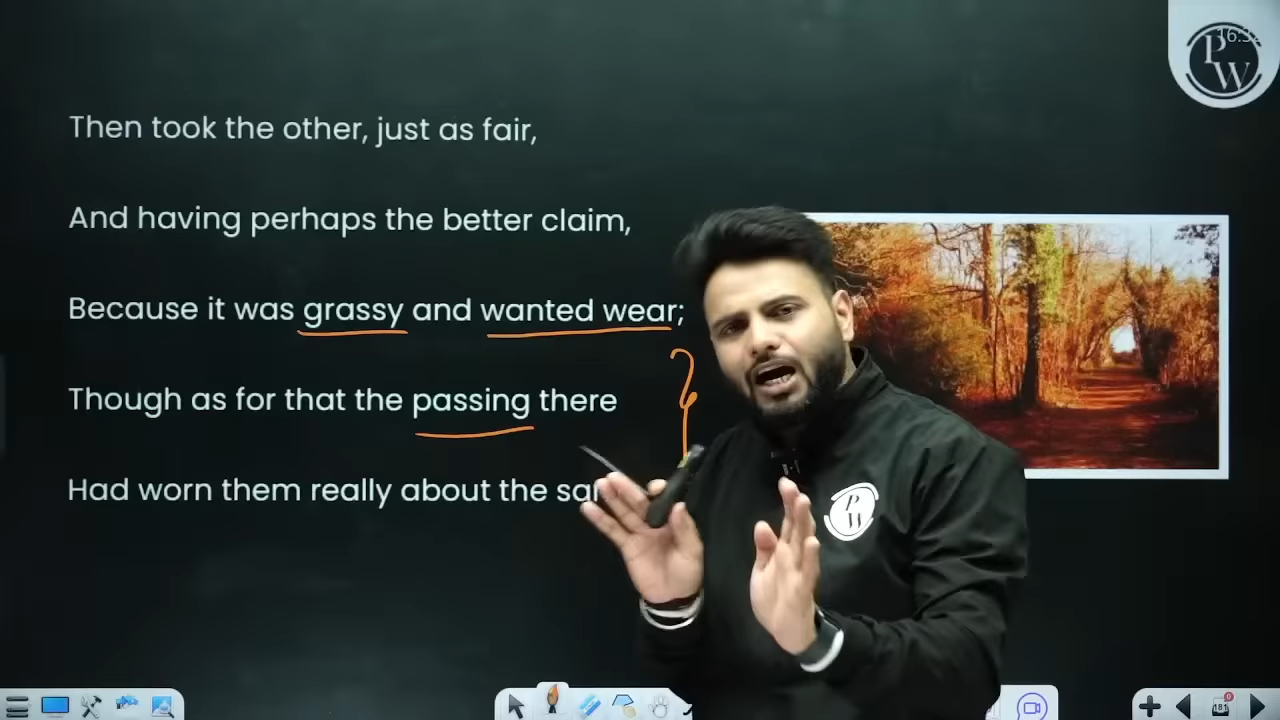 Then took the other, just as fair,
And having perhaps the better claim,
Because it was grassy and wanted wear;
Though as for that the passing there
Had worn them really about the
PW
PW
181